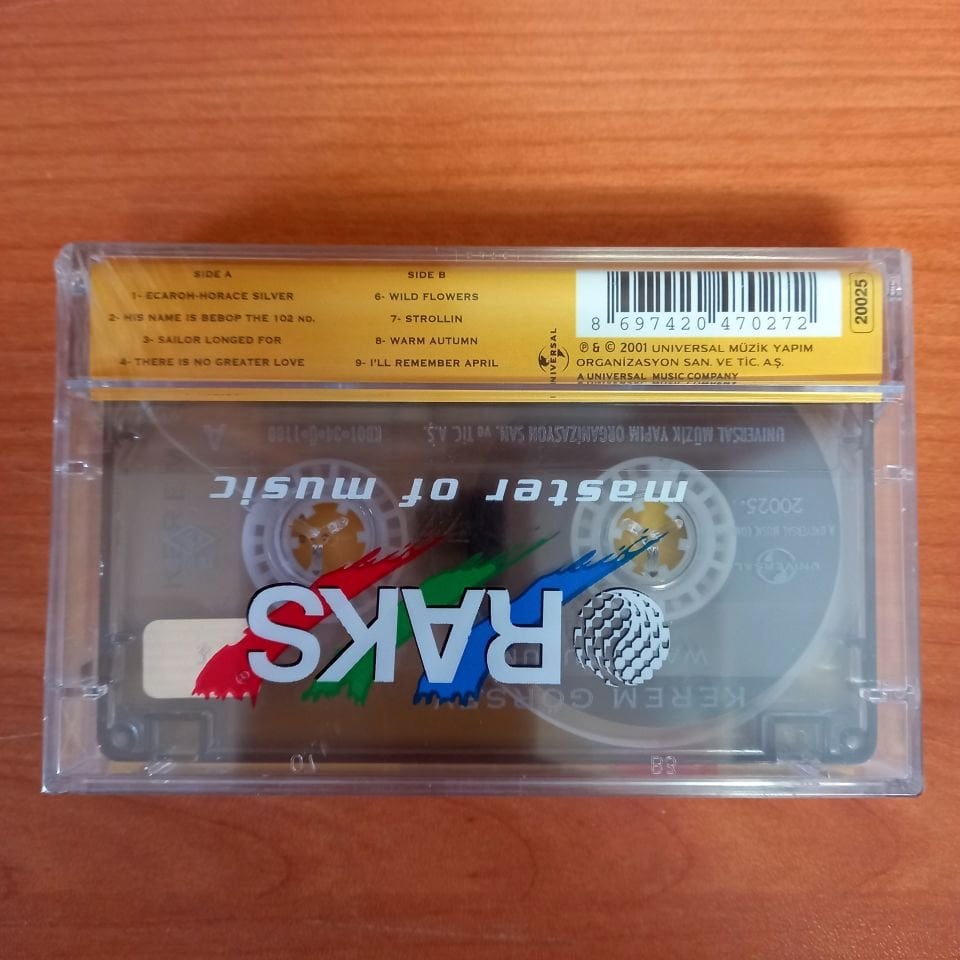 SIDE A
1- ECAROH-HORACE SILVER
2- HIS NAME IS BEBOP THE 102 ND.
3- SAILOR LONGED FOR
4- THERE IS NO GREATER LOVE
SIDE B
6- WILD FLOWERS
7- STROLLIN
8- WARM AUTUMN
9- I'LL REMEMBER APRIL
8 697420 470272
20025
UNIVERSAL
℗ & © 2001 UNIVERSAL MÜZİK YAPIM
ORGANİZASYON SAN. VE TİC. A.Ş.
A UNIVERSAL MUSIC COMPANY
UNIVERSAL MÜZİK YAPIM ORGANİZASYON SAN. ve TİC A.Ş.
A
master of music
20025
UNIVERSAL
RAKS
KEREM